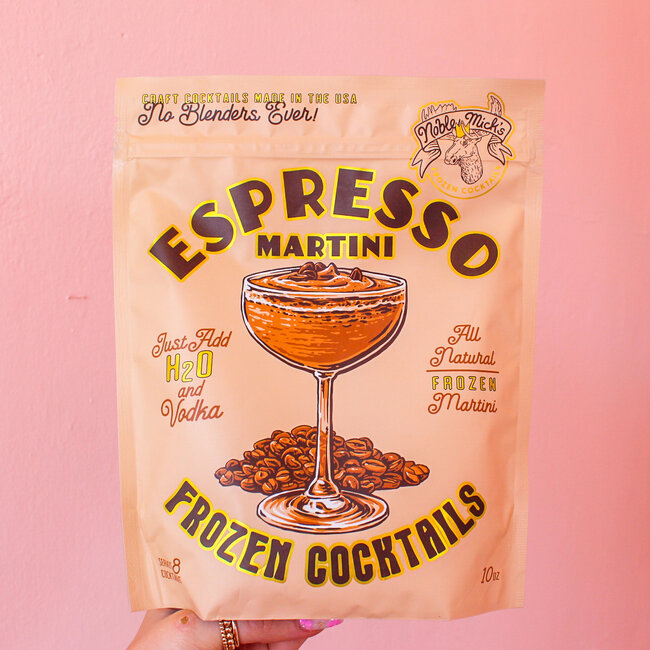 CRAFT COCKTAILS MADE IN THE USA
No Blenders, Ever!
Noble Mick's
FROZEN COCKTAILS
ESPRESSO
MARTINI
Just Add
H2O
and
Vodka
All
Natural
FROZEN
Martini
FROZEN COCKTAILS
SERVES 8
COCKTAILS
10oz